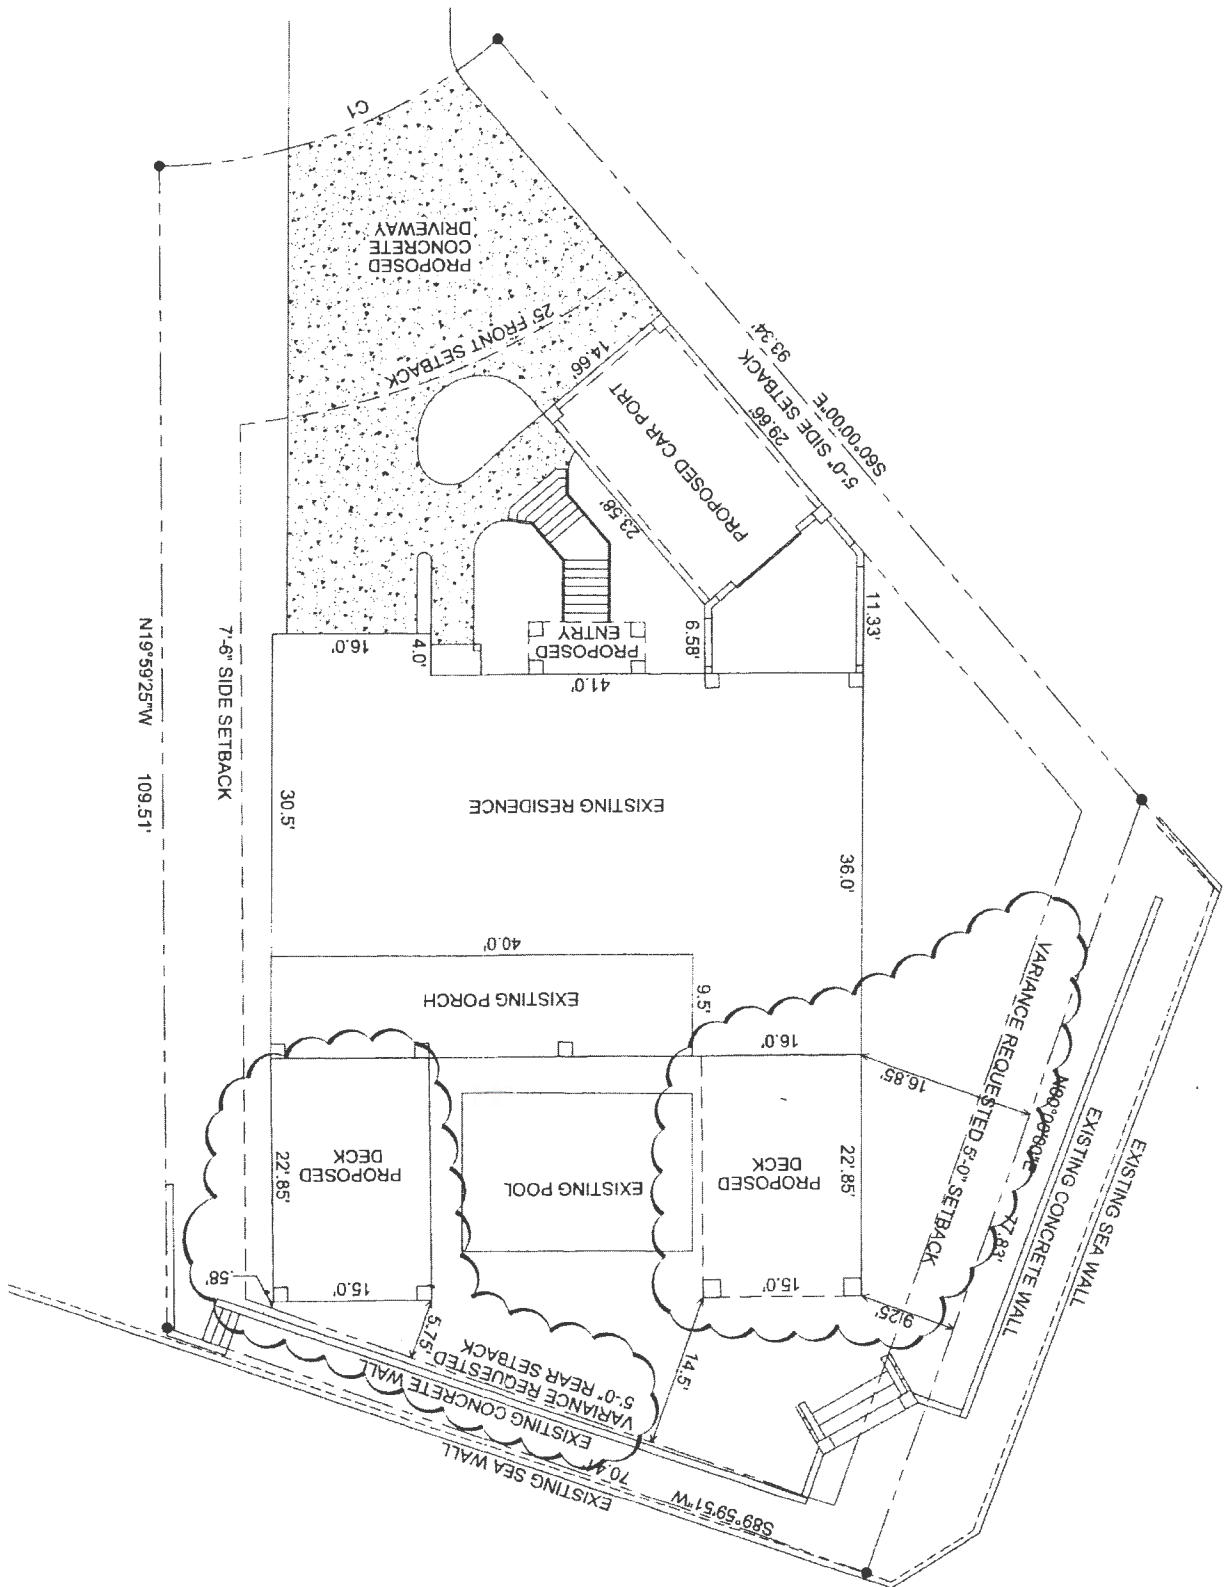 C1
PROPOSED
CONCRETE
DRIVEWAY
25' FRONT SETBACK
14.66'
PROPOSED CAR PORT
29.66'
5'-0" SIDE SETBACK
93.34'
S60°00'00"E
23.58'
11.33'
6.58'
PROPOSED
ENTRY
4.0'
16.0'
41.0'
N19°59'25"W 109.51'
7'-6" SIDE SETBACK
30.5'
EXISTING RESIDENCE
36.0'
40.0'
EXISTING PORCH
9.5'
16.0'
16.85'
VARIANCE REQUESTED 5'-0" SETBACK
77.83'
EXISTING CONCRETE WALL
EXISTING SEA WALL
PROPOSED
DECK
22'.85'
EXISTING POOL
PROPOSED
DECK
22'.85'
.58'
15.0'
15.0'
9.25'
5.75'
14.5'
VARIANCE REQUESTED
5'-0" REAR SETBACK
EXISTING CONCRETE WALL
EXISTING SEA WALL
S89°59'51"W